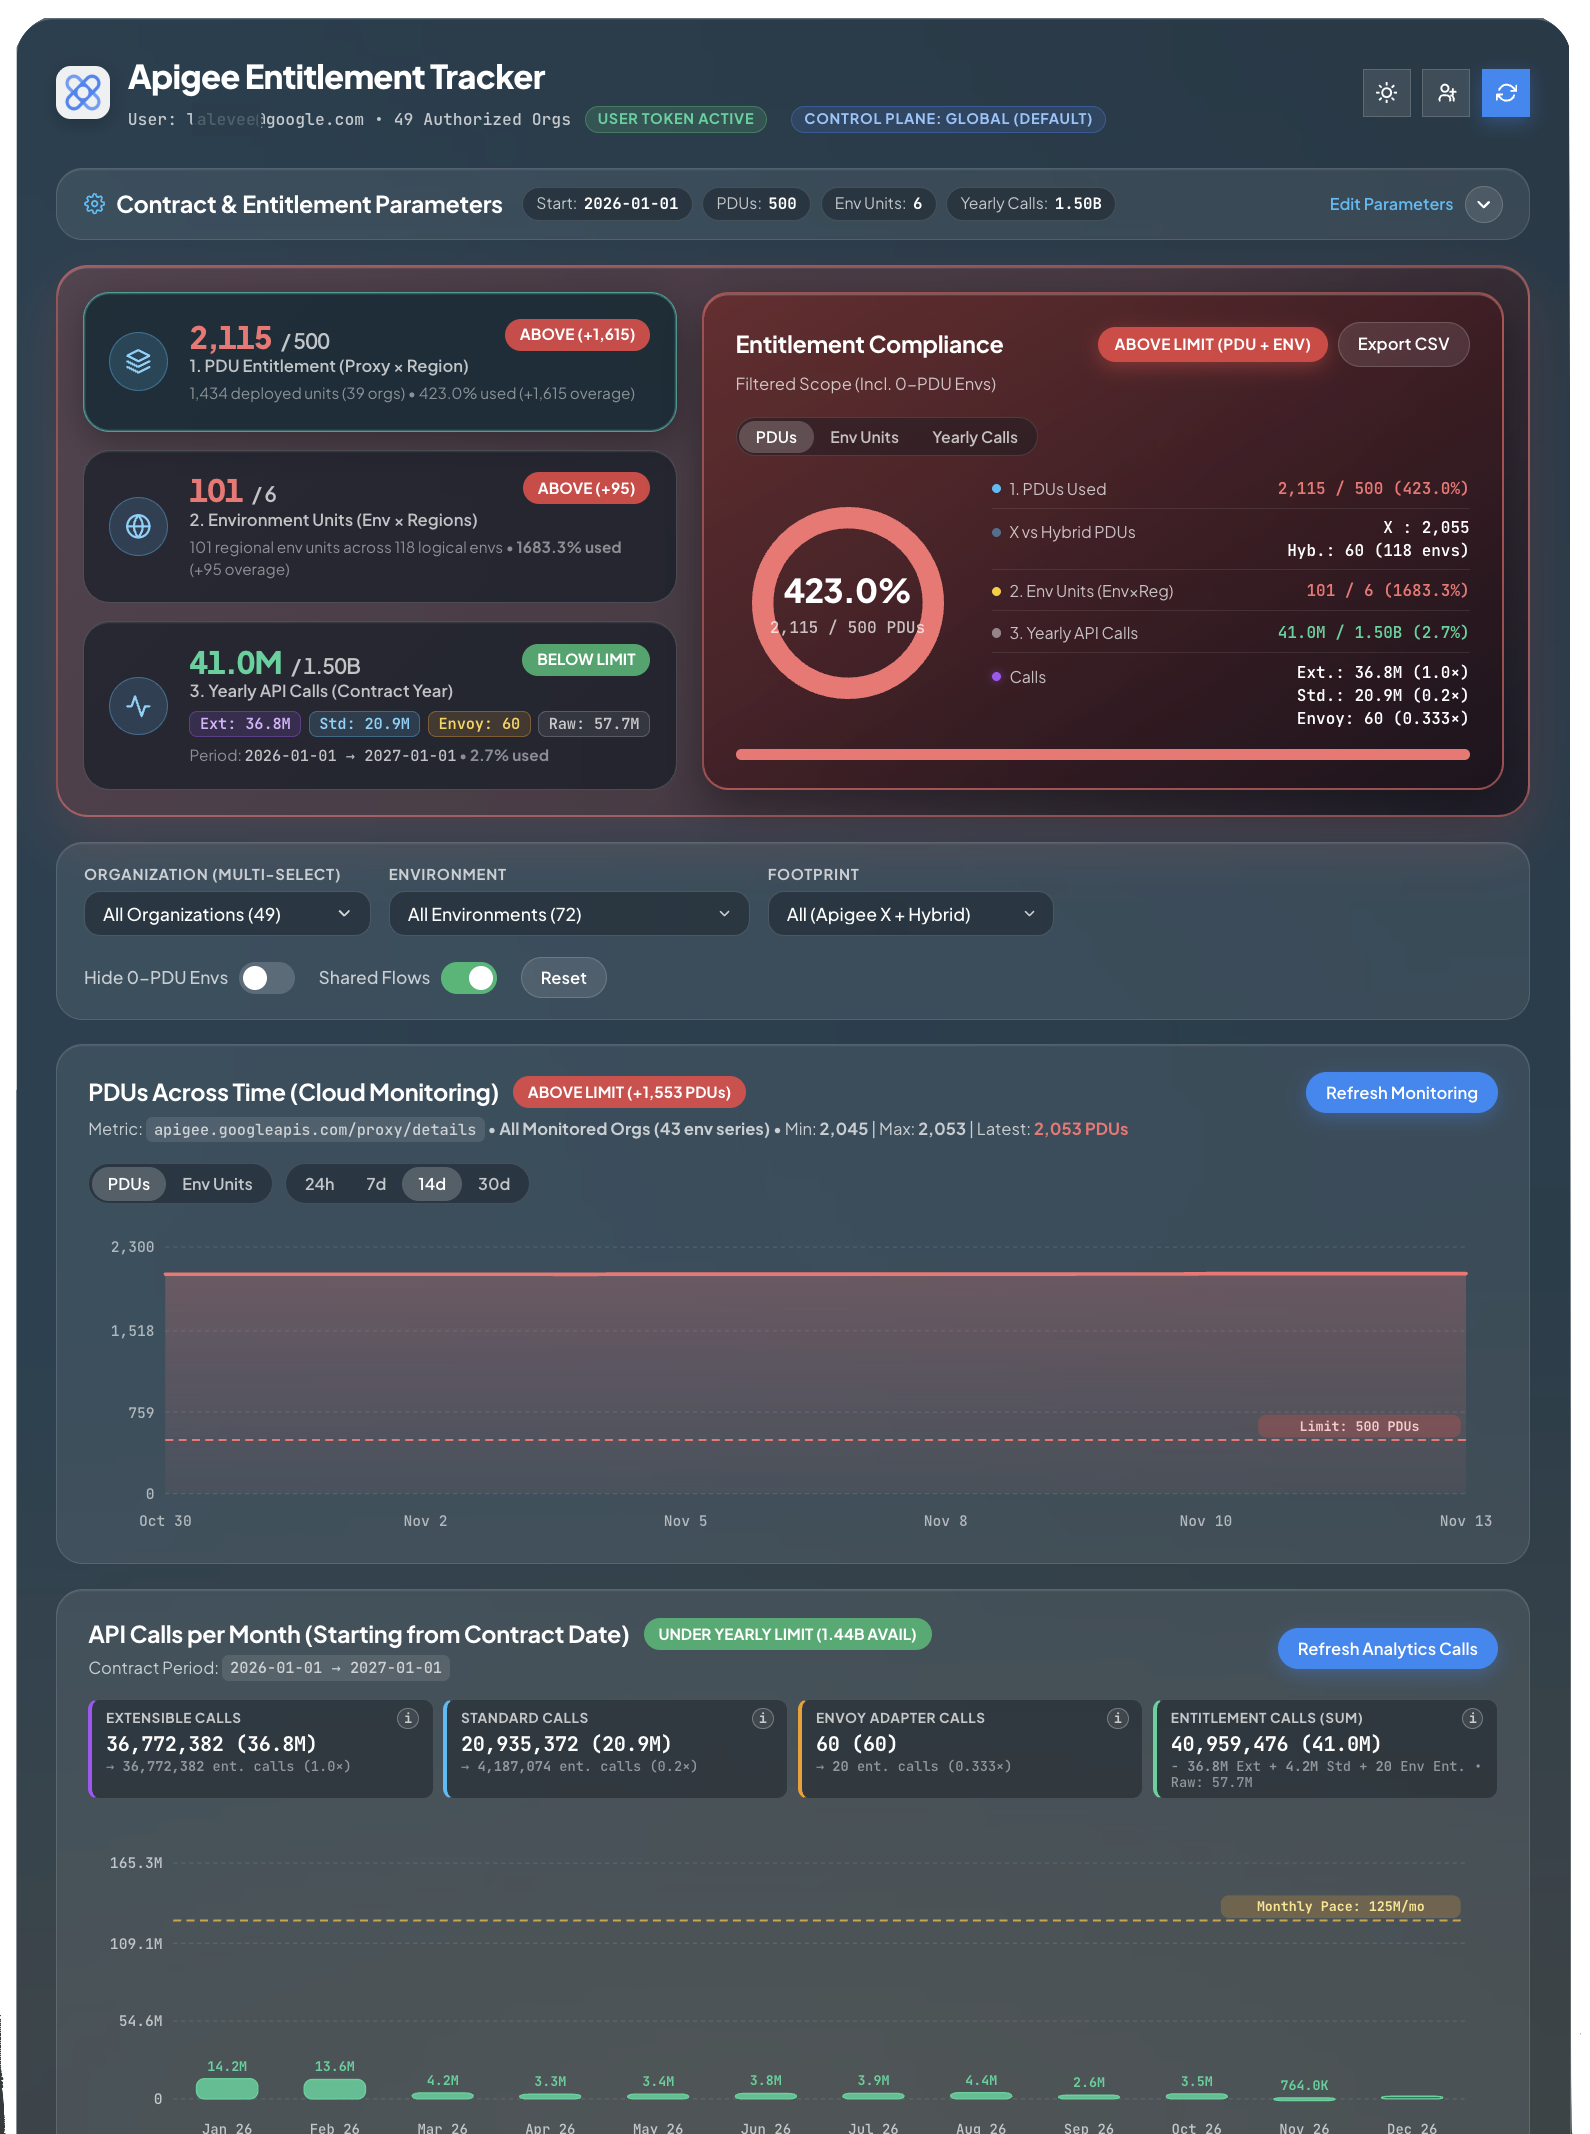 Apigee Entitlement Tracker
User: @google.com • 49 Authorized Orgs USER TOKEN ACTIVE CONTROL PLANE: GLOBAL (DEFAULT)
Contract & Entitlement Parameters Start: 2026-01-01 PDUs: 500 Env Units: 6 Yearly Calls: 1.50B Edit Parameters
2,115 / 500 ABOVE (+1,615)
1. PDU Entitlement (Proxy × Region)
1,434 deployed units (39 orgs) • 423.0% used (+1,615 overage)
101 / 6 ABOVE (+95)
2. Environment Units (Env × Regions)
101 regional env units across 118 logical envs • 1683.3% used
(+95 overage)
41.0M / 1.50B BELOW LIMIT
3. Yearly API Calls (Contract Year)
Ext: 36.8M Std: 20.9M Envoy: 60 Raw: 57.7M
Period: 2026-01-01 → 2027-01-01 • 2.7% used
Entitlement Compliance ABOVE LIMIT (PDU + ENV) Export CSV
Filtered Scope (Incl. 0-PDU Envs)
PDUs Env Units Yearly Calls
423.0%
2,115 / 500 PDUs
1. PDUs Used 2,115 / 500 (423.0%)
X vs Hybrid PDUs X : 2,055
Hyb.: 60 (118 envs)
2. Env Units (Env×Reg) 101 / 6 (1683.3%)
3. Yearly API Calls 41.0M / 1.50B (2.7%)
Calls Ext.: 36.8M (1.0×)
Std.: 20.9M (0.2×)
Envoy: 60 (0.333×)
ORGANIZATION (MULTI-SELECT) ENVIRONMENT FOOTPRINT
All Organizations (49) All Environments (72) All (Apigee X + Hybrid)
Hide 0-PDU Envs Shared Flows Reset
PDUs Across Time (Cloud Monitoring) ABOVE LIMIT (+1,553 PDUs) Refresh Monitoring
Metric: apigee.googleapis.com/proxy/details • All Monitored Orgs (43 env series) • Min: 2,045 | Max: 2,053 | Latest: 2,053 PDUs
PDUs Env Units 24h 7d 14d 30d
2,300
1,518
759
Limit: 500 PDUs
0
Oct 30 Nov 2 Nov 5 Nov 8 Nov 10 Nov 13
API Calls per Month (Starting from Contract Date) UNDER YEARLY LIMIT (1.44B AVAIL) Refresh Analytics Calls
Contract Period: 2026-01-01 → 2027-01-01
EXTENSIBLE CALLS i
36,772,382 (36.8M)
→ 36,772,382 ent. calls (1.0×)
STANDARD CALLS i
20,935,372 (20.9M)
→ 4,187,074 ent. calls (0.2×)
ENVOY ADAPTER CALLS i
60 (60)
→ 20 ent. calls (0.333×)
ENTITLEMENT CALLS (SUM) i
40,959,476 (41.0M)
- 36.8M Ext + 4.2M Std + 20 Env Ent. •
Raw: 57.7M
165.3M
Monthly Pace: 125M/mo
109.1M
54.6M
14.2M 13.6M 4.2M 3.3M 3.4M 3.8M 3.9M 4.4M 2.6M 3.5M 764.0K
0
Jan 26 Feb 26 Mar 26 Apr 26 May 26 Jun 26 Jul 26 Aug 26 Sep 26 Oct 26 Nov 26 Dec 26